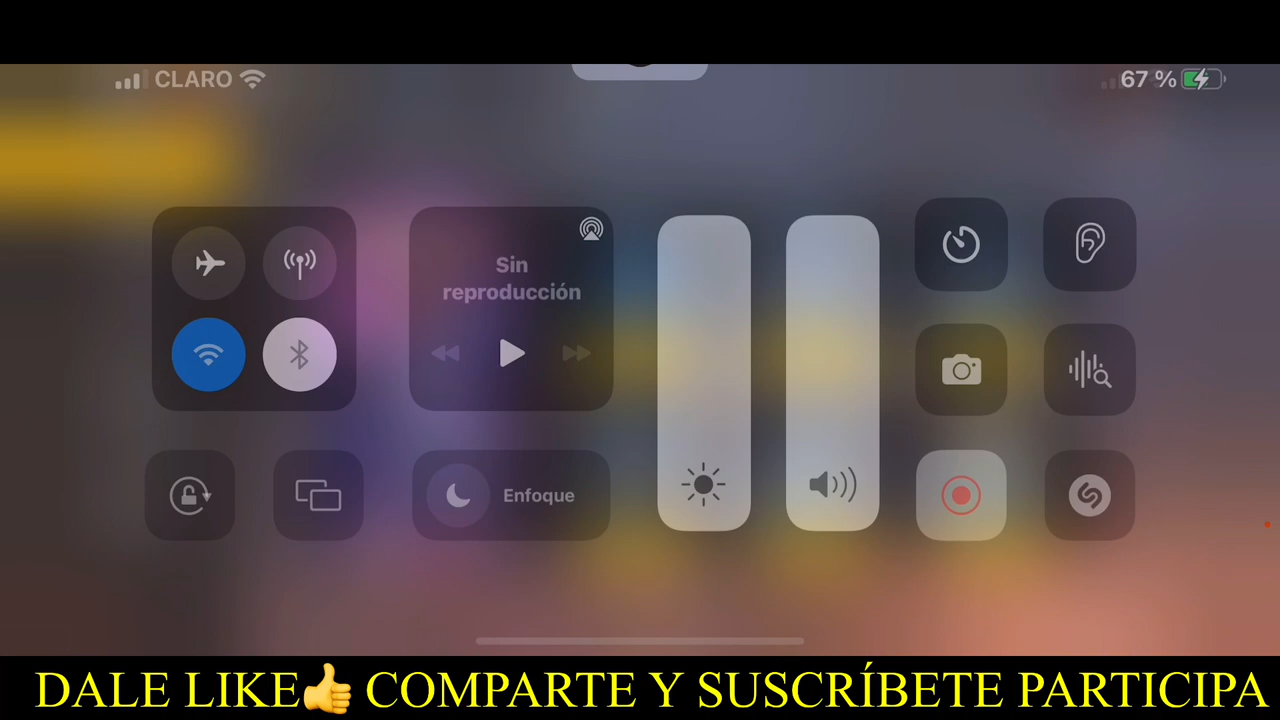 CLARO
67 %
Sin
reproducción
Enfoque
DALE LIKE👍 COMPARTE Y SUSCRÍBETE PARTICIPA